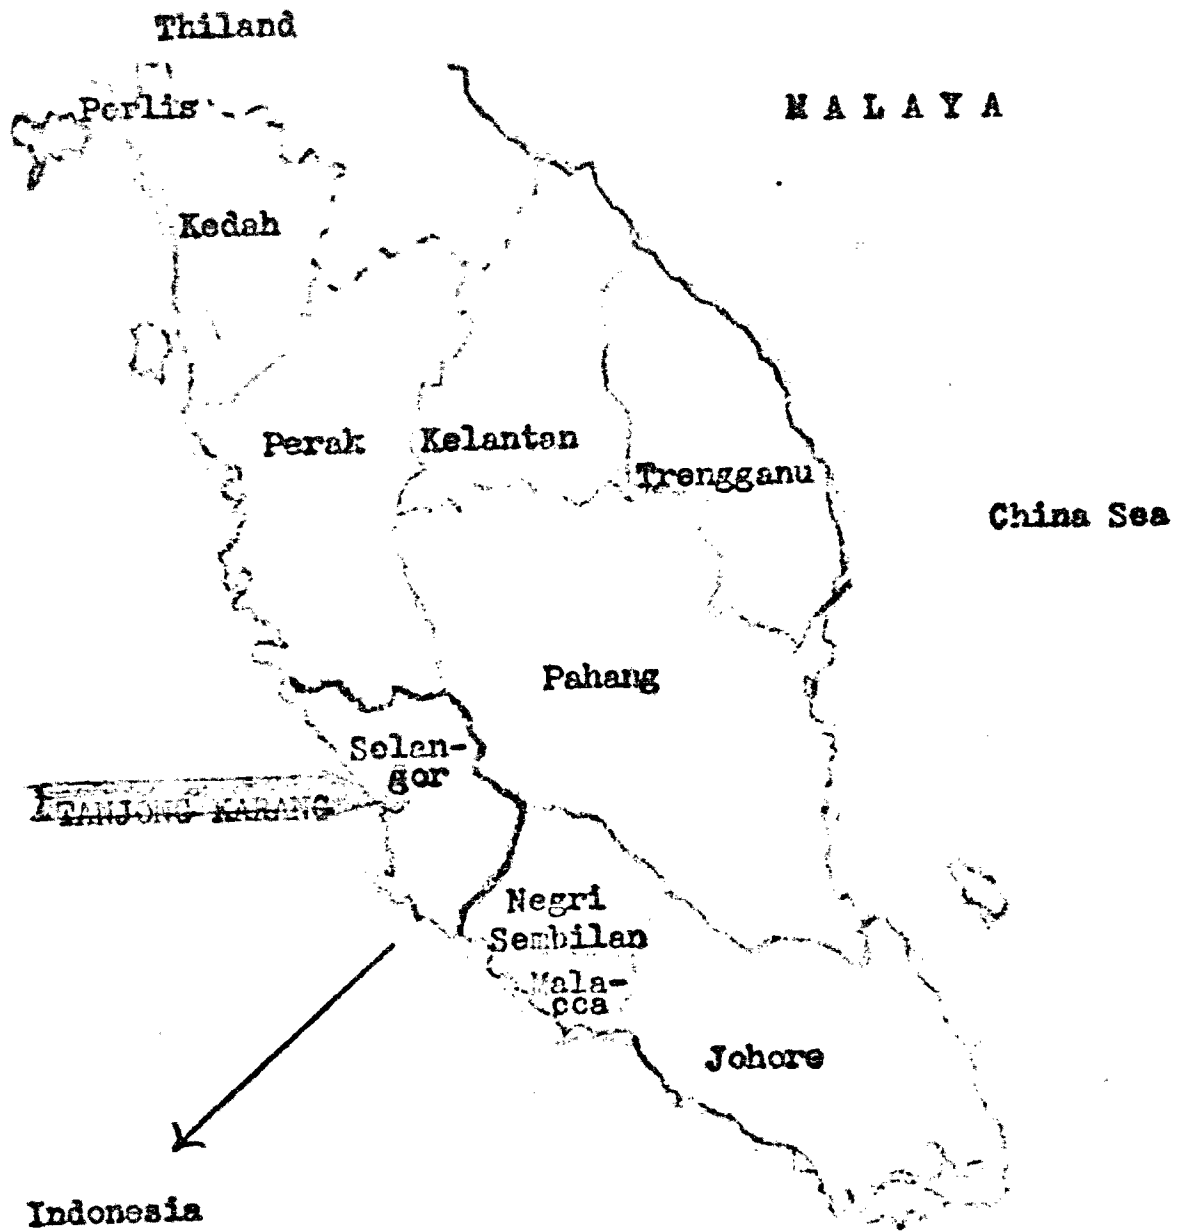 Thiland
Perlis
M A L A Y A
Kedah
Perak
Kelantan
Trengganu
China Sea
Pahang
Selan-
gor
TANJONG KARANG
Negri
Sembilan
Mala-
cca
Johore
Indonesia